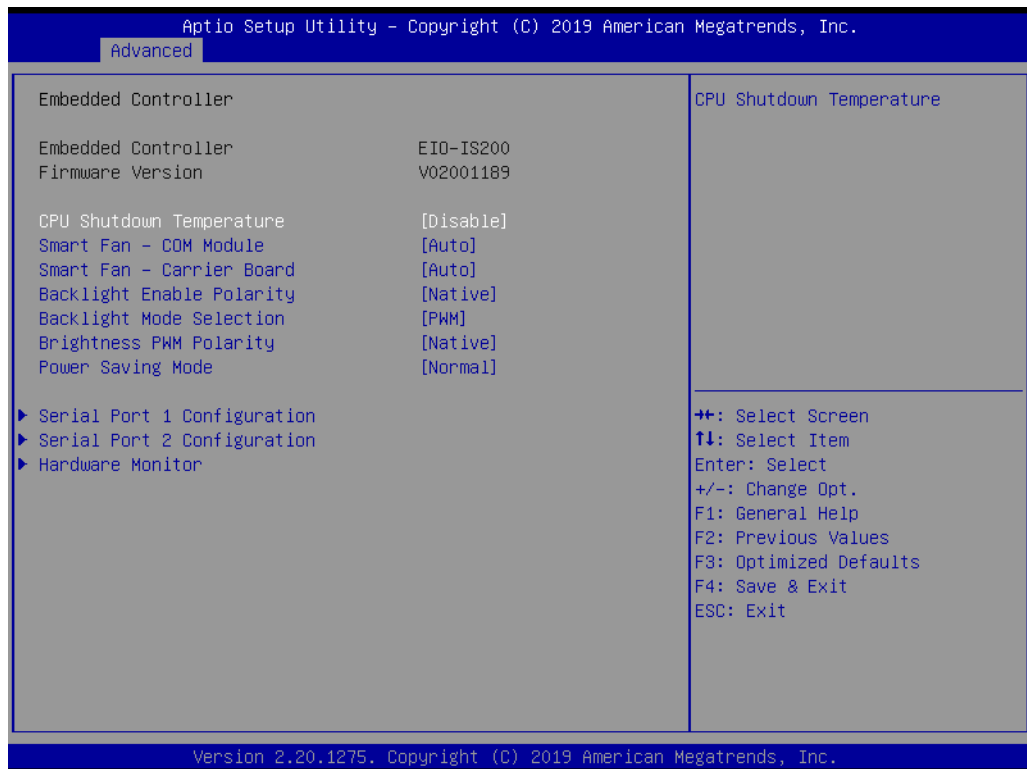 Aptio Setup Utility – Copyright (C) 2019 American Megatrends, Inc.
Advanced
Embedded Controller
Embedded Controller EIO-IS200
Firmware Version V02001189
CPU Shutdown Temperature [Disable]
Smart Fan – COM Module [Auto]
Smart Fan – Carrier Board [Auto]
Backlight Enable Polarity [Native]
Backlight Mode Selection [PWM]
Brightness PWM Polarity [Native]
Power Saving Mode [Normal]
▶ Serial Port 1 Configuration
▶ Serial Port 2 Configuration
▶ Hardware Monitor
CPU Shutdown Temperature
→←: Select Screen
↑↓: Select Item
Enter: Select
+/-: Change Opt.
F1: General Help
F2: Previous Values
F3: Optimized Defaults
F4: Save & Exit
ESC: Exit
Version 2.20.1275. Copyright (C) 2019 American Megatrends, Inc.